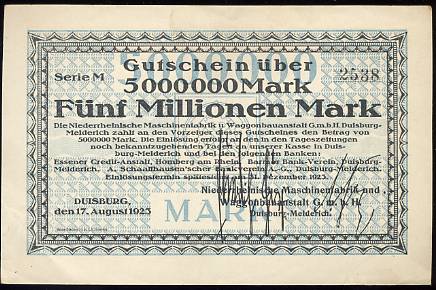 Gutschein über
Serie M
2538
5000000 Mark
Fünf Millionen Mark
Die Niederrheinische Maschinenfabrik u. Waggonbauanstalt G.m.b.H. Duisburg-
Meiderich zahlt an den Vorzeiger dieses Gutscheines den Betrag von
5000000 Mark. Die Einlösung erfolgt an den in den Tageszeitungen
noch bekanntzugebenden Tagen an unserer Kasse in Duis-
burg-Meiderich und bei den folgenden Banken:
Essener Credit-Anstalt, Homberg am Rhein, Barmer Bank-Verein, Duisburg-
Meiderich, A. Schaaffhausen'scher Bankverein A.-G., Duisburg-Meiderich.
Einlösungstermin spätestens am 31. Dezember 1923.
Niederrheinische Maschinenfabrik und
DUISBURG,
Waggonbauanstalt G. m. b. H.
den 17. August 1923
Duisburg-Meiderich.
5000000
MARK